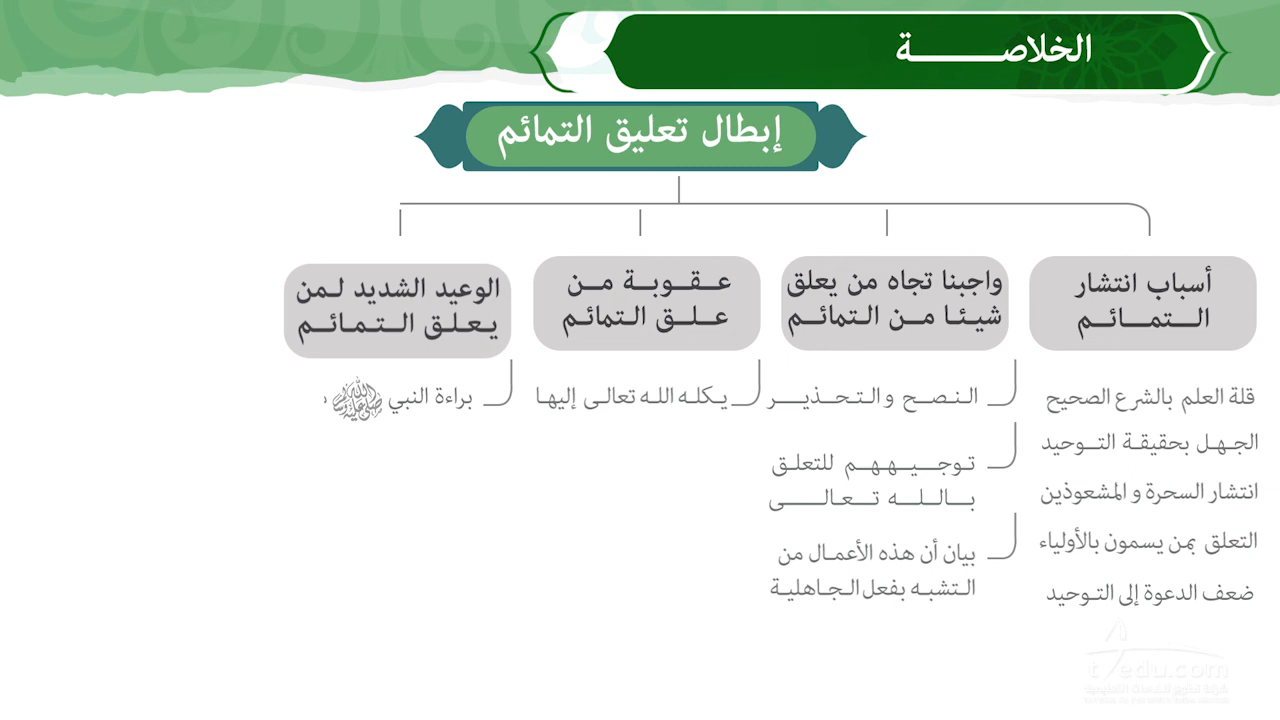 الخلاصة
إبطال تعليق التمائم
أسباب انتشار
التمائم
قلة العلم بالشرع الصحيح
الجهل بحقيقة التوحيد
انتشار السحرة و المشعوذين
التعلق بمن يسمون بالأولياء
ضعف الدعوة إلى التوحيد
واجبنا تجاه من يعلق
شيئا من التمائم
النصح والتحذير
توجيههم للتعلق
بالله تعالى
بيان أن هذه الأعمال من
التشبه بفعل الجاهلية
عقوبة من
علق التمائم
يكله الله تعالى إليها
الوعيد الشديد لمن
يعلق التمائم
براءة النبي ﷺ
t4edu.com